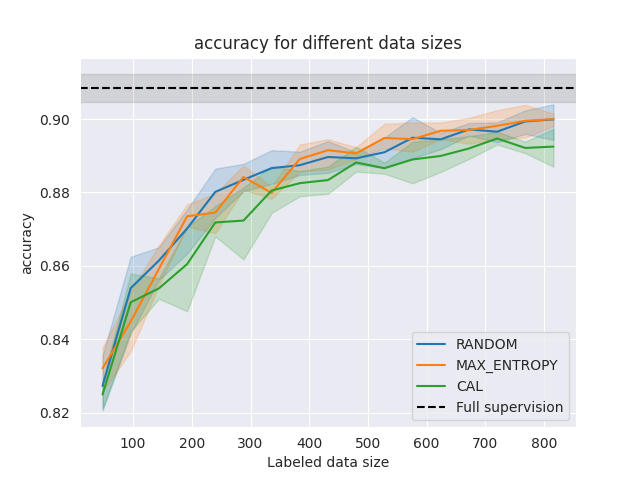 accuracy for different data sizes
accuracy
0.90
0.88
0.86
0.84
0.82
RANDOM
MAX_ENTROPY
CAL
Full supervision
100 200 300 400 500 600 700 800
Labeled data size